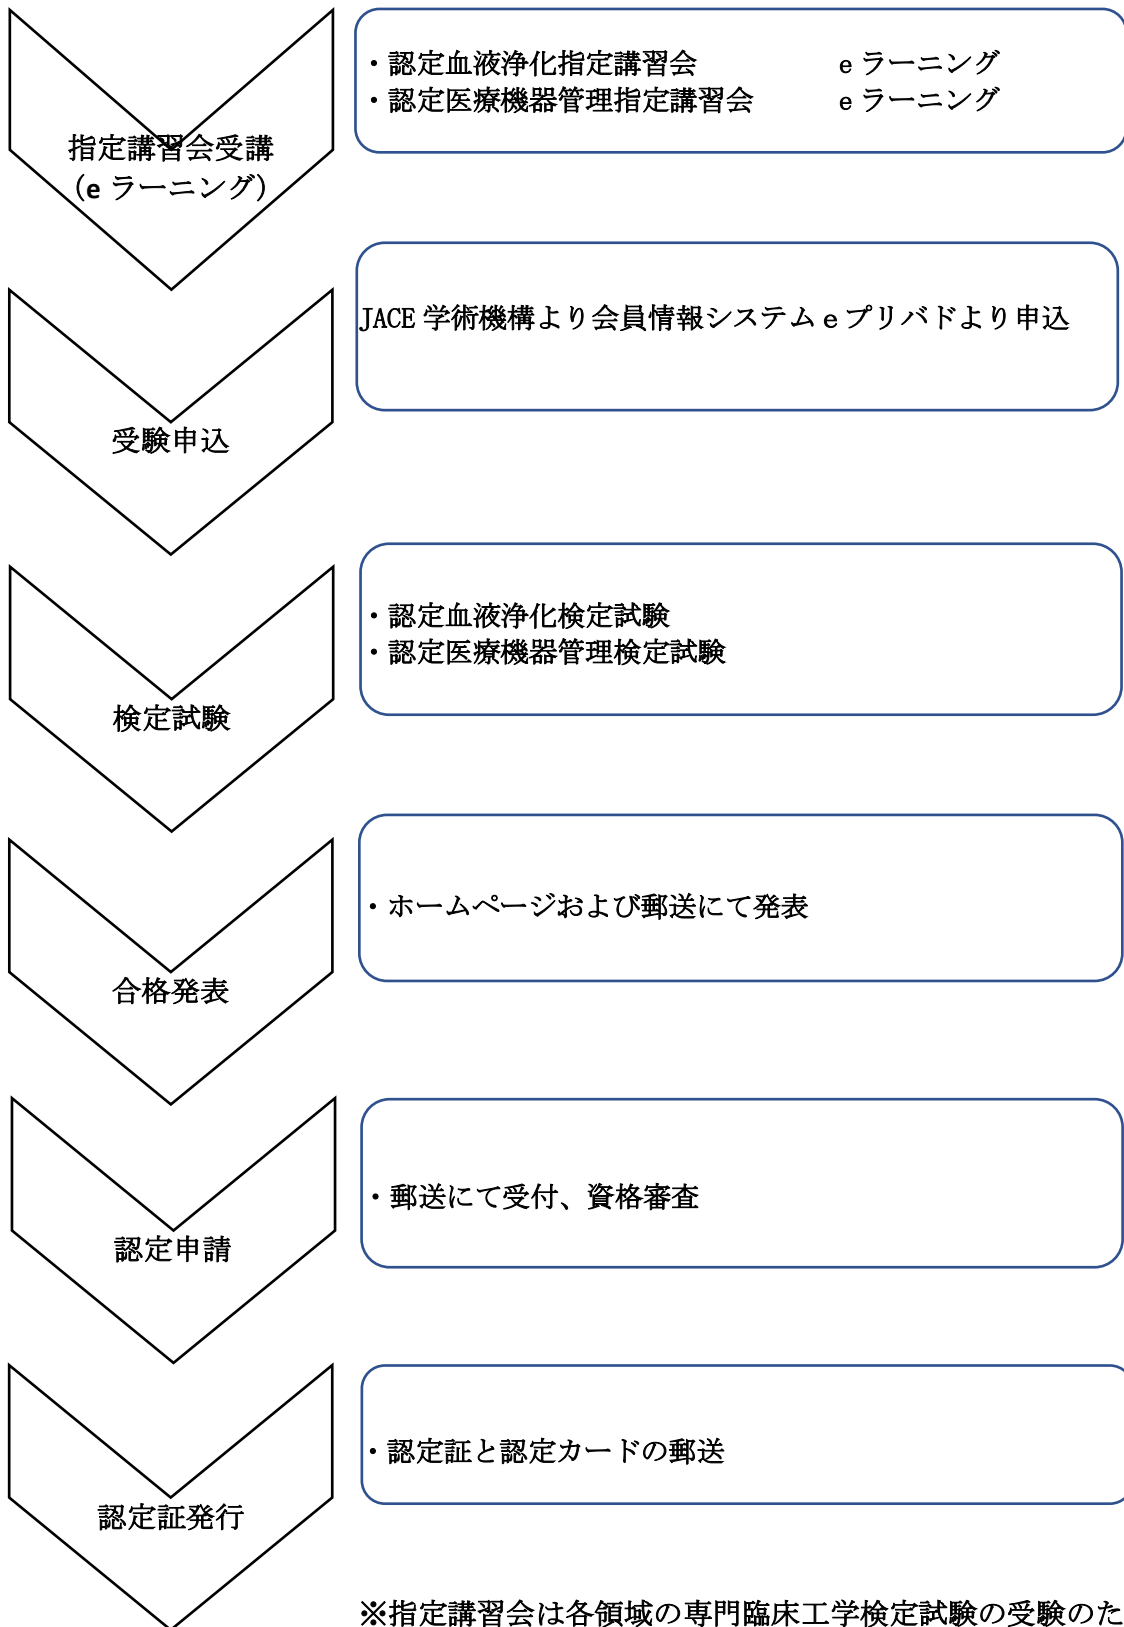 ・認定血液浄化指定講習会　　　　　eラーニング
・認定医療機器管理指定講習会　　　eラーニング
指定講習会受講
（eラーニング）
JACE 学術機構より会員情報システムeプリバドより申込
受験申込
・認定血液浄化検定試験
・認定医療機器管理検定試験
検定試験
・ホームページおよび郵送にて発表
合格発表
・郵送にて受付、資格審査
認定申請
・認定証と認定カードの郵送
認定証発行
※指定講習会は各領域の専門臨床工学検定試験の受験のた